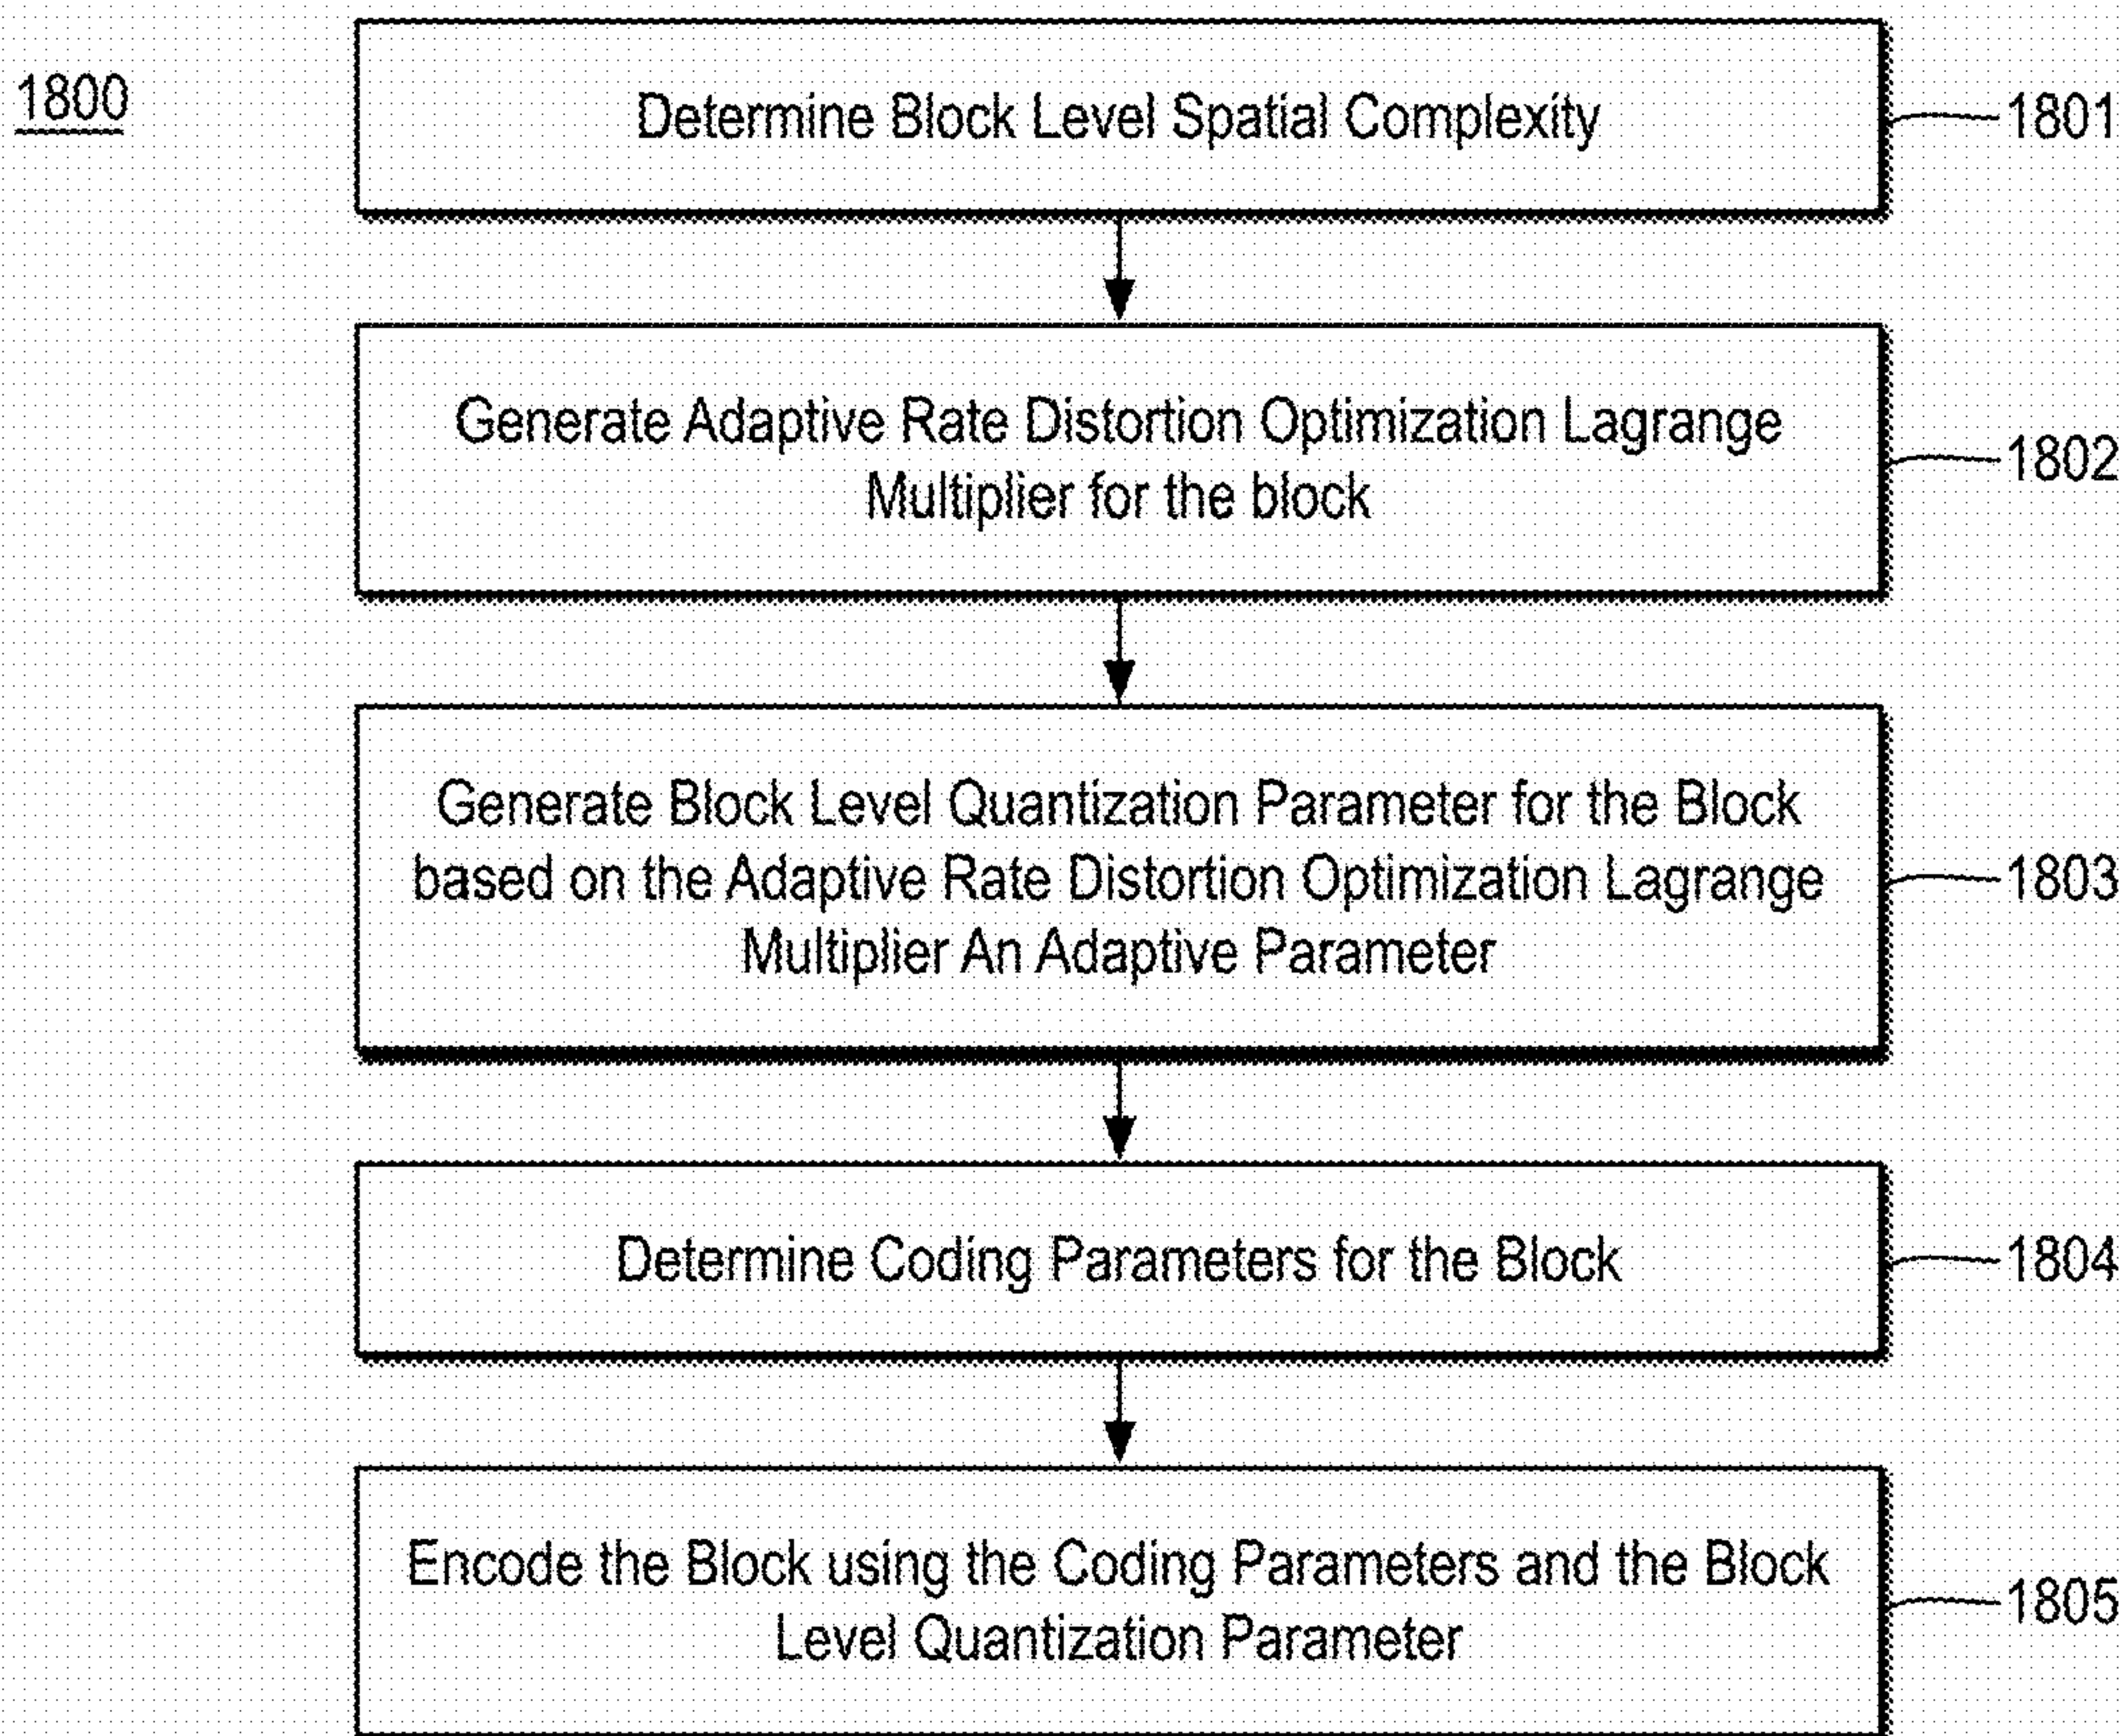 1800
Determine Block Level Spatial Complexity
1801
Generate Adaptive Rate Distortion Optimization Lagrange
Multiplier for the block
1802
Generate Block Level Quantization Parameter for the Block
based on the Adaptive Rate Distortion Optimization Lagrange
Multiplier An Adaptive Parameter
1803
Determine Coding Parameters for the Block
1804
Encode the Block using the Coding Parameters and the Block
Level Quantization Parameter
1805